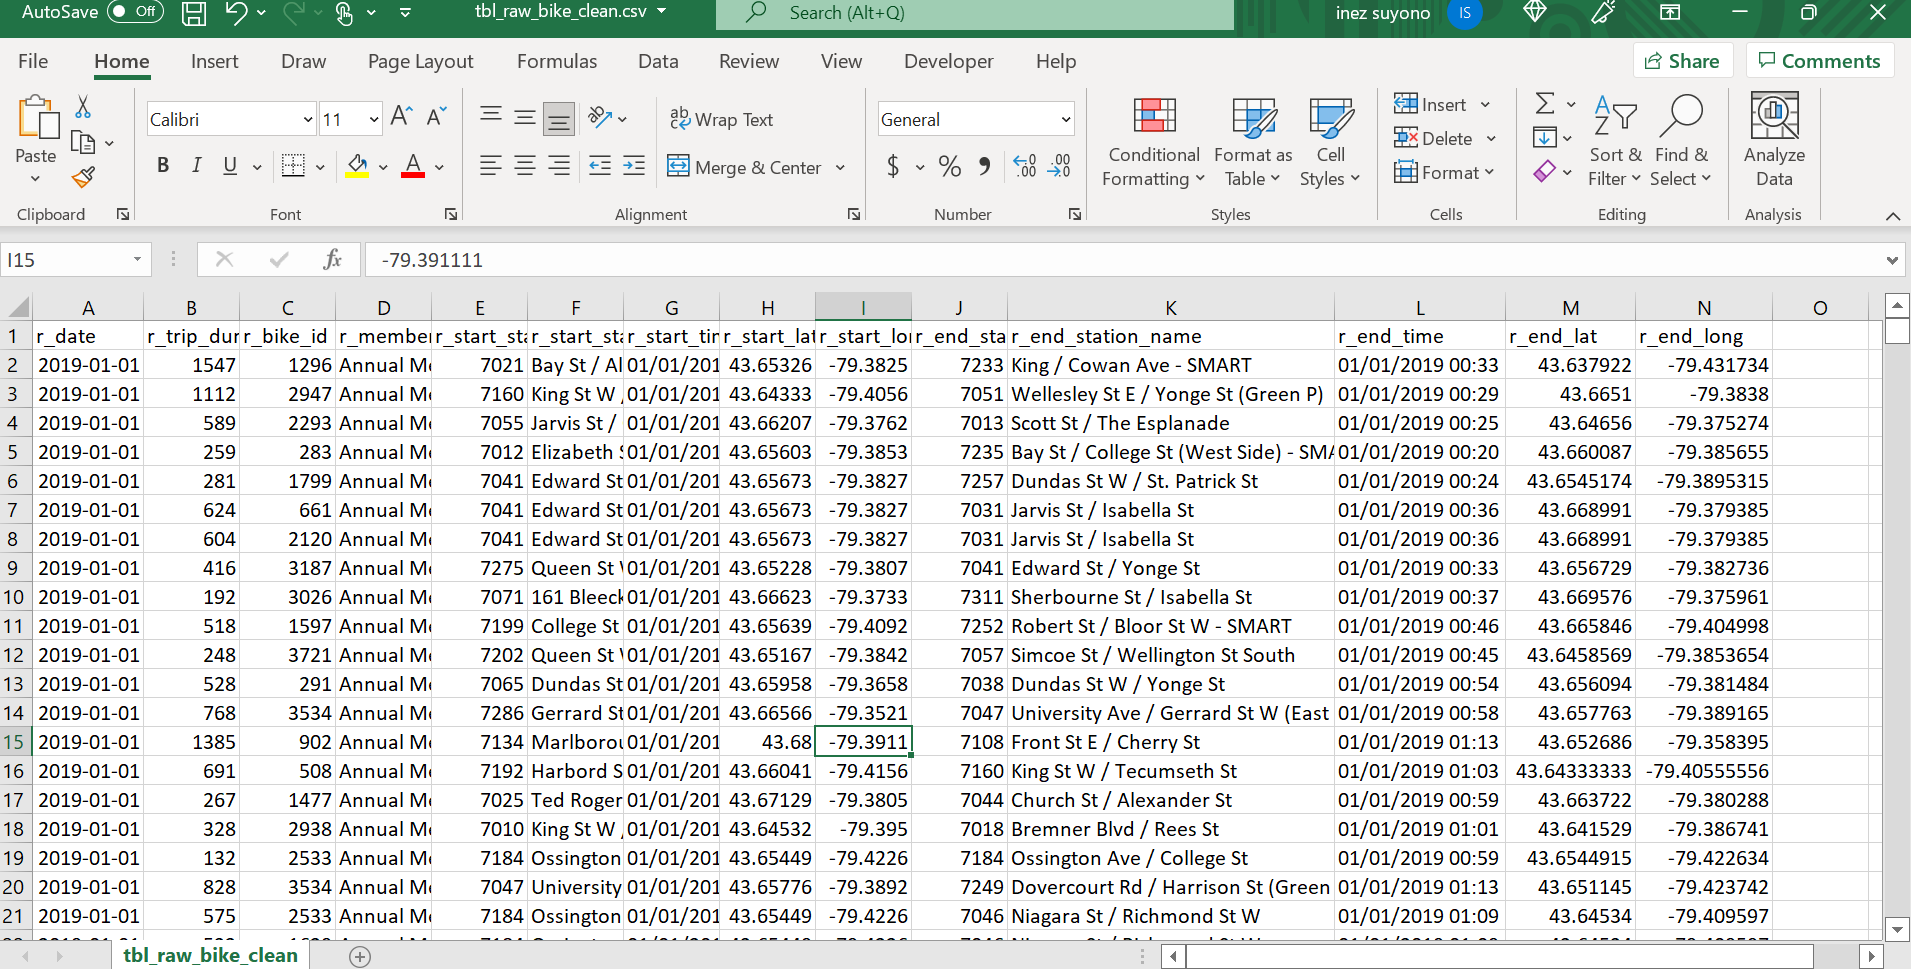 AutoSave Off tbl_raw_bike_clean.csv Search (Alt+Q) inez suyono IS
File Home Insert Draw Page Layout Formulas Data Review View Developer Help Share Comments
Calibri 11 ab Wrap Text General Insert Σ
Paste B I U A Merge & Center $ % Conditional Formatting Format as Table Cell Styles Delete Format Sort & Filter Find & Select Analyze Data
Clipboard Font Alignment Number Styles Cells Editing Analysis
I15 fx -79.391111
A B C D E F G H I J K L M N O
1 r_date r_trip_dur r_bike_id r_member r_start_sta r_start_sta r_start_tim r_start_lat r_start_lon r_end_sta r_end_station_name r_end_time r_end_lat r_end_long
2 2019-01-01 1547 1296 Annual Me 7021 Bay St / Al 01/01/201 43.65326 -79.3825 7233 King / Cowan Ave - SMART 01/01/2019 00:33 43.637922 -79.431734
3 2019-01-01 1112 2947 Annual Me 7160 King St W / 01/01/201 43.64333 -79.4056 7051 Wellesley St E / Yonge St (Green P) 01/01/2019 00:29 43.6651 -79.3838
4 2019-01-01 589 2293 Annual Me 7055 Jarvis St / 01/01/201 43.66207 -79.3762 7013 Scott St / The Esplanade 01/01/2019 00:25 43.64656 -79.375274
5 2019-01-01 259 283 Annual Me 7012 Elizabeth S 01/01/201 43.65603 -79.3853 7235 Bay St / College St (West Side) - SMA 01/01/2019 00:20 43.660087 -79.385655
6 2019-01-01 281 1799 Annual Me 7041 Edward St 01/01/201 43.65673 -79.3827 7257 Dundas St W / St. Patrick St 01/01/2019 00:24 43.6545174 -79.3895315
7 2019-01-01 624 661 Annual Me 7041 Edward St 01/01/201 43.65673 -79.3827 7031 Jarvis St / Isabella St 01/01/2019 00:36 43.668991 -79.379385
8 2019-01-01 604 2120 Annual Me 7041 Edward St 01/01/201 43.65673 -79.3827 7031 Jarvis St / Isabella St 01/01/2019 00:36 43.668991 -79.379385
9 2019-01-01 416 3187 Annual Me 7275 Queen St W 01/01/201 43.65228 -79.3807 7041 Edward St / Yonge St 01/01/2019 00:33 43.656729 -79.382736
10 2019-01-01 192 3026 Annual Me 7071 161 Bleeck 01/01/201 43.66623 -79.3733 7311 Sherbourne St / Isabella St 01/01/2019 00:37 43.669576 -79.375961
11 2019-01-01 518 1597 Annual Me 7199 College St 01/01/201 43.65639 -79.4092 7252 Robert St / Bloor St W - SMART 01/01/2019 00:46 43.665846 -79.404998
12 2019-01-01 248 3721 Annual Me 7202 Queen St W 01/01/201 43.65167 -79.3842 7057 Simcoe St / Wellington St South 01/01/2019 00:45 43.6458569 -79.3853654
13 2019-01-01 528 291 Annual Me 7065 Dundas St 01/01/201 43.65958 -79.3658 7038 Dundas St W / Yonge St 01/01/2019 00:54 43.656094 -79.381484
14 2019-01-01 768 3534 Annual Me 7286 Gerrard St 01/01/201 43.66566 -79.3521 7047 University Ave / Gerrard St W (East 01/01/2019 00:58 43.657763 -79.389165
15 2019-01-01 1385 902 Annual Me 7134 Marlborou 01/01/201 43.68 -79.3911 7108 Front St E / Cherry St 01/01/2019 01:13 43.652686 -79.358395
16 2019-01-01 691 508 Annual Me 7192 Harbord S 01/01/201 43.66041 -79.4156 7160 King St W / Tecumseth St 01/01/2019 01:03 43.64333333 -79.40555556
17 2019-01-01 267 1477 Annual Me 7025 Ted Roger 01/01/201 43.67129 -79.3805 7044 Church St / Alexander St 01/01/2019 00:59 43.663722 -79.380288
18 2019-01-01 328 2938 Annual Me 7010 King St W / 01/01/201 43.64532 -79.395 7018 Bremner Blvd / Rees St 01/01/2019 01:01 43.641529 -79.386741
19 2019-01-01 132 2533 Annual Me 7184 Ossington 01/01/201 43.65449 -79.4226 7184 Ossington Ave / College St 01/01/2019 00:59 43.6544915 -79.422634
20 2019-01-01 828 3534 Annual Me 7047 University 01/01/201 43.65776 -79.3892 7249 Dovercourt Rd / Harrison St (Green 01/01/2019 01:13 43.651145 -79.423742
21 2019-01-01 575 2533 Annual Me 7184 Ossington 01/01/201 43.65449 -79.4226 7046 Niagara St / Richmond St W 01/01/2019 01:09 43.64534 -79.409597
tbl_raw_bike_clean